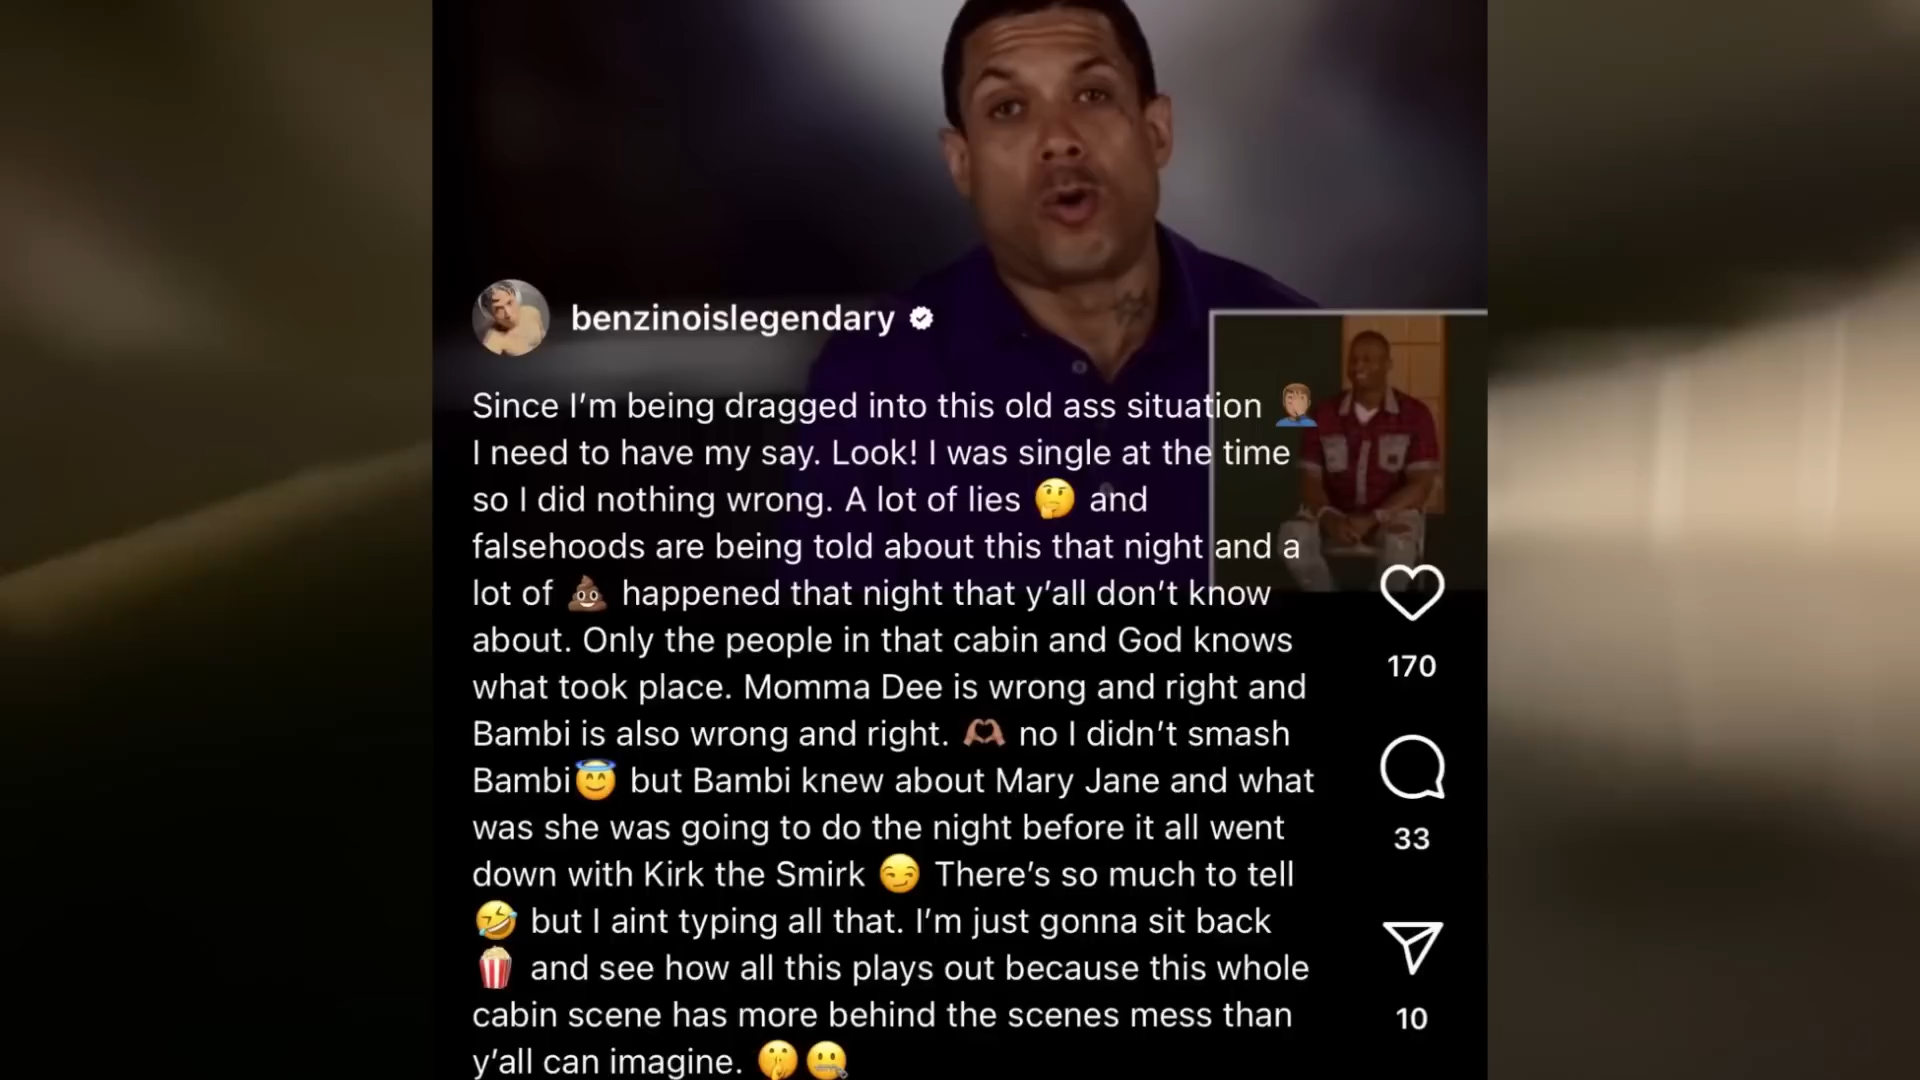 benzinoislegendary
Since I’m being dragged into this old ass situation 🤦🏽‍♂️
I need to have my say. Look! I was single at the time
so I did nothing wrong. A lot of lies 🤔 and
falsehoods are being told about this that night and a
lot of 💩 happened that night that y’all don’t know
about. Only the people in that cabin and God knows
what took place. Momma Dee is wrong and right and
Bambi is also wrong and right. 🫶🏽 no I didn’t smash
Bambi😇 but Bambi knew about Mary Jane and what
was she was going to do the night before it all went
down with Kirk the Smirk 😏 There’s so much to tell
🤣 but I aint typing all that. I’m just gonna sit back
🍿 and see how all this plays out because this whole
cabin scene has more behind the scenes mess than
y’all can imagine. 🤫🤐
170
33
10